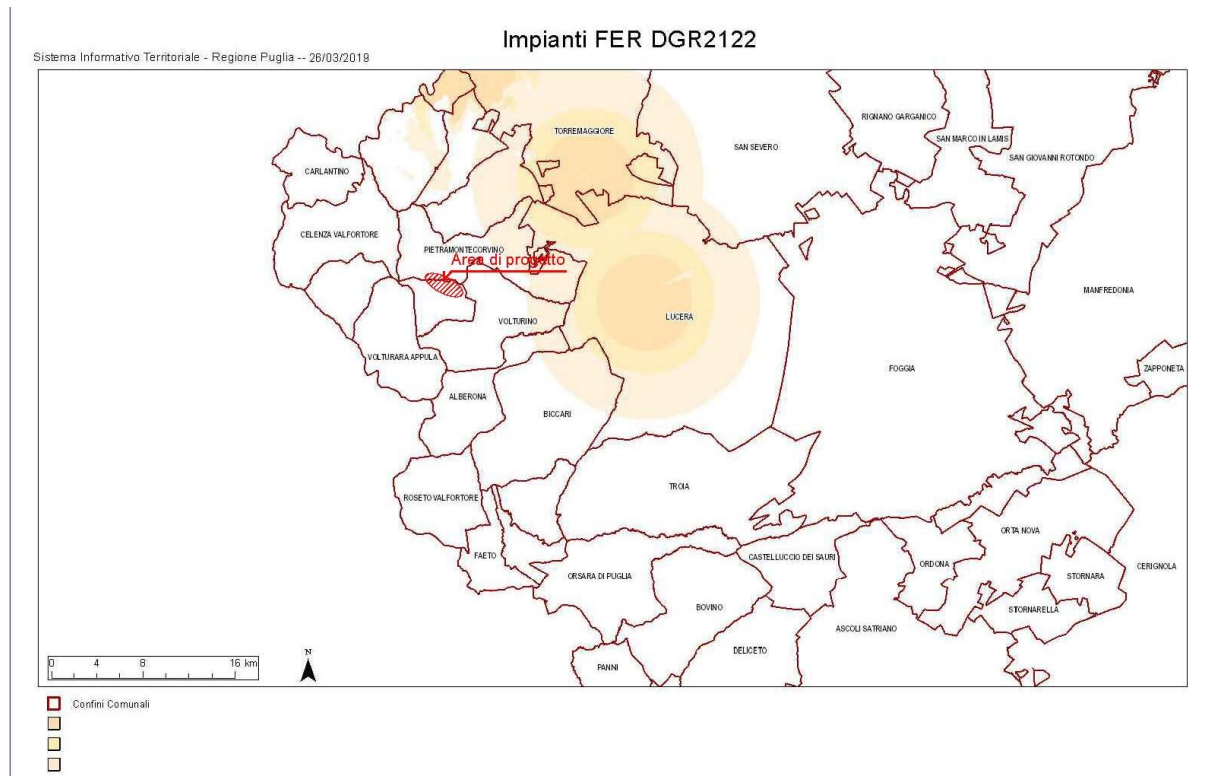 Impianti FER DGR2122
Sistema Informativo Territoriale - Regione Puglia -- 26/03/2019
RIGNANO GARGANICO
TORREMAGGIORE
SAN MARCO IN LAMIS
SAN SEVERO
SAN GIOVANNI ROTONDO
CARLANTINO
CELENZA VALFORTORE
PIETRAMONTECORVINO
Area di progetto
MANFREDONIA
LUCERA
VOLTURINO
VOLTURARA APPULA
FOGGIA
ZAPPONETA
ALBERONA
BICCARI
TROIA
ROSETO VALFORTORE
ORTA NOVA
FAETO
CASTELLUCCIO DEI SAURI
ORDONA
CERIGNOLA
ORSARA DI PUGLIA
STORNARA
BOVINO
STORNARELLA
ASCOLI SATRIANO
DELICETO
PANNI
N
0 4 8 16 km
Confini Comunali